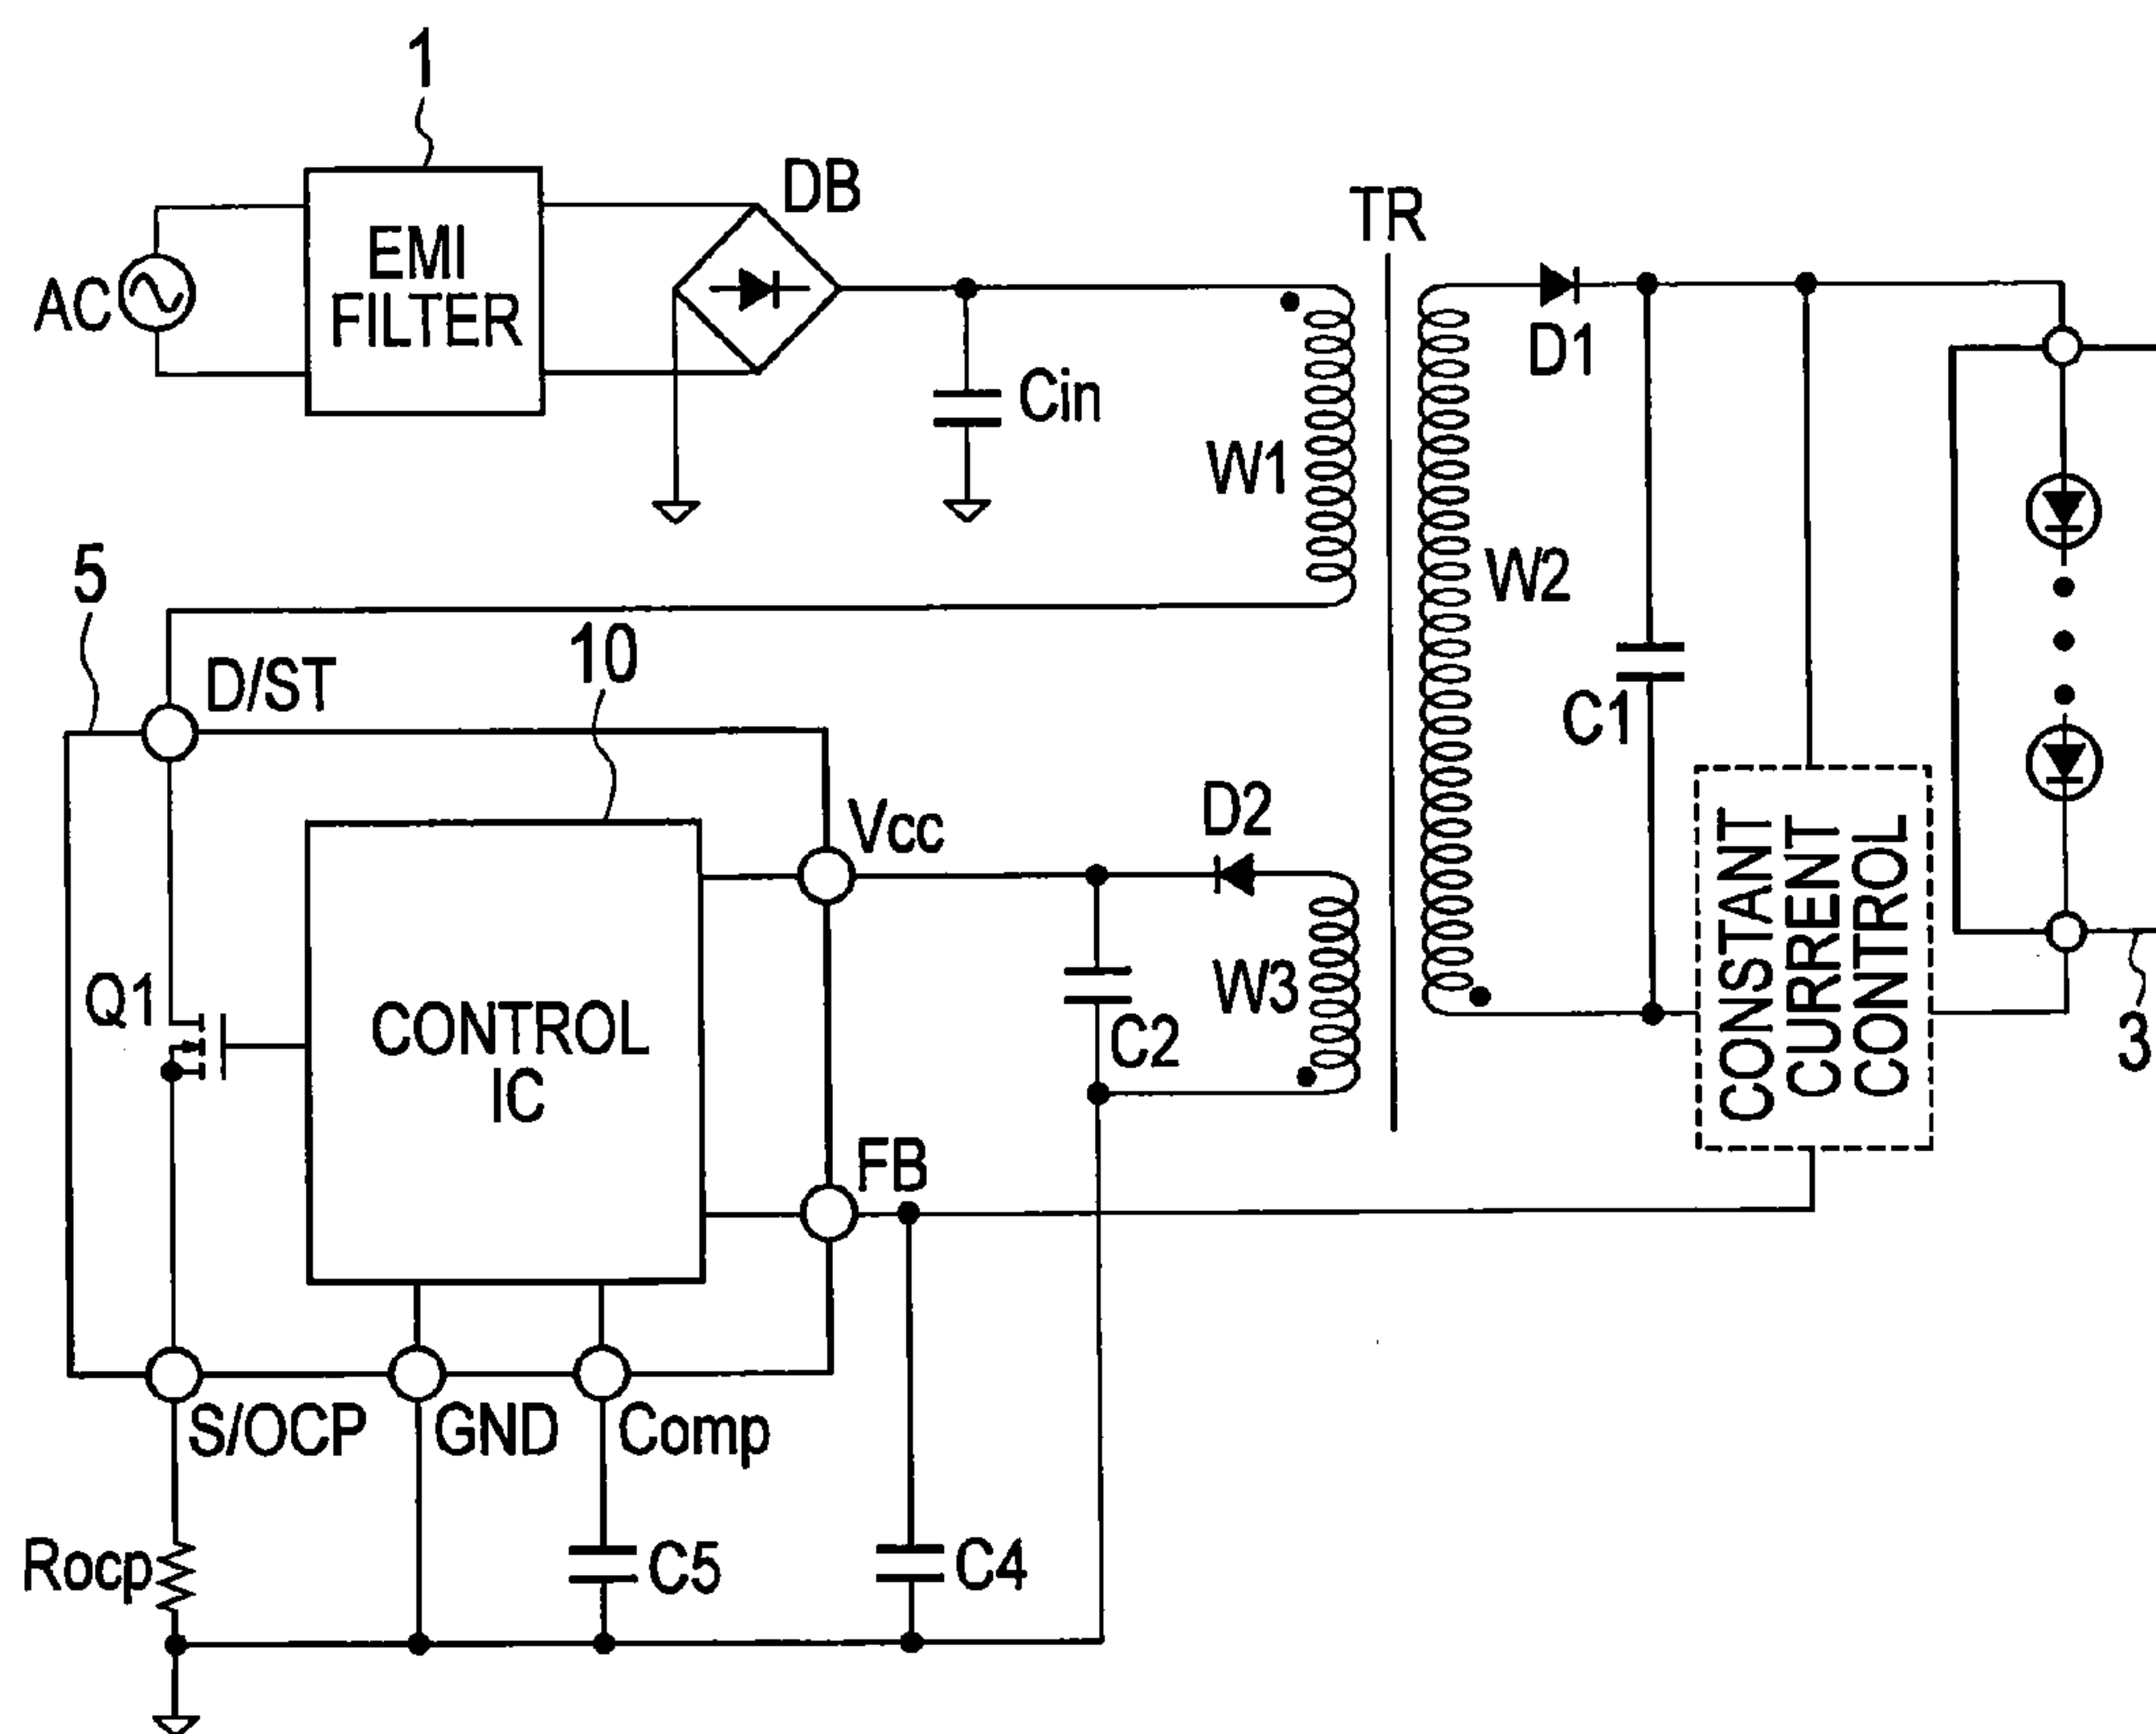 1
DB
TR
EMI
FILTER
AC
D1
Cin
W1
W2
5
10
D/ST
C1
Vcc
D2
CONSTANT
CURRENT
CONTROL
Q1
CONTROL
IC
W3
C2
3
FB
S/OCP
GND
Comp
Rocp
C5
C4